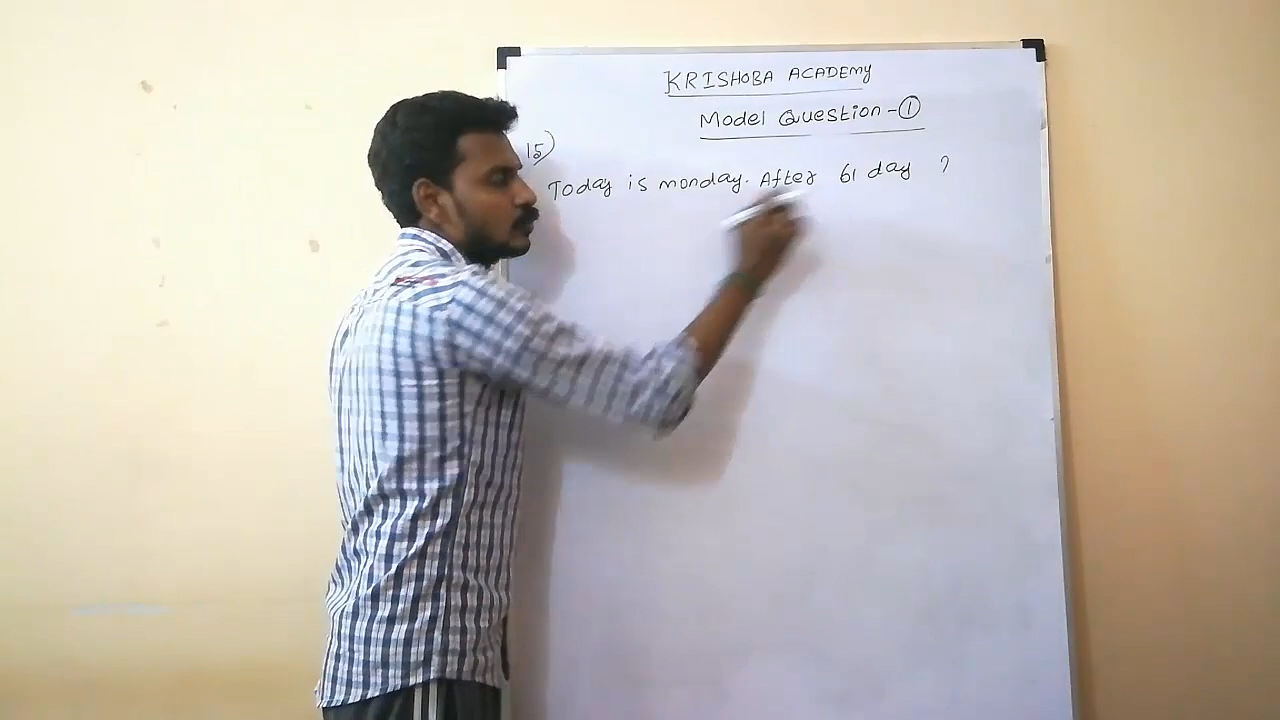 KRISHOBA ACADEMY
Model Question - ①
15)
Today is monday. After 61 day ?